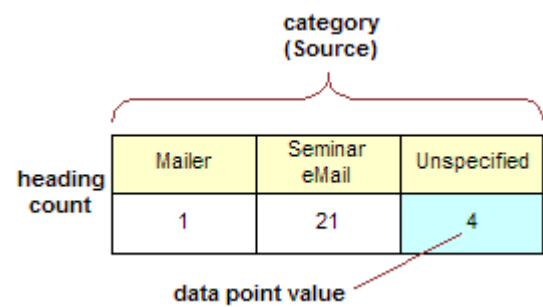 category
(Source)
Mailer
Seminar
eMail
Unspecified
heading
count
1
21
4
data point value